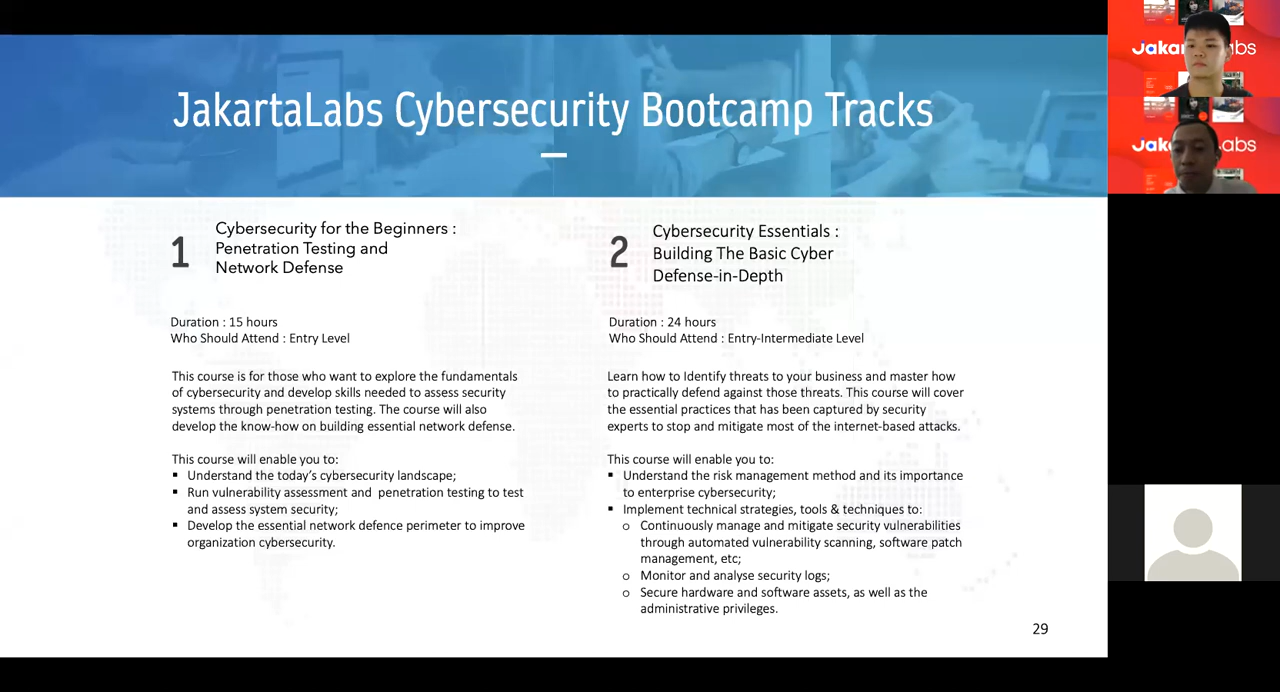 JakartaLabs Cybersecurity Bootcamp Tracks
1
Cybersecurity for the Beginners :
Penetration Testing and
Network Defense
Duration : 15 hours
Who Should Attend : Entry Level
This course is for those who want to explore the fundamentals
of cybersecurity and develop skills needed to assess security
systems through penetration testing. The course will also
develop the know-how on building essential network defense.
This course will enable you to:
▪ Understand the today's cybersecurity landscape;
▪ Run vulnerability assessment and penetration testing to test
and assess system security;
▪ Develop the essential network defence perimeter to improve
organization cybersecurity.
2
Cybersecurity Essentials :
Building The Basic Cyber
Defense-in-Depth
Duration : 24 hours
Who Should Attend : Entry-Intermediate Level
Learn how to Identify threats to your business and master how
to practically defend against those threats. This course will cover
the essential practices that has been captured by security
experts to stop and mitigate most of the internet-based attacks.
This course will enable you to:
▪ Understand the risk management method and its importance
to enterprise cybersecurity;
▪ Implement technical strategies, tools & techniques to:
o Continuously manage and mitigate security vulnerabilities
through automated vulnerability scanning, software patch
management, etc;
o Monitor and analyse security logs;
o Secure hardware and software assets, as well as the
administrative privileges.
29